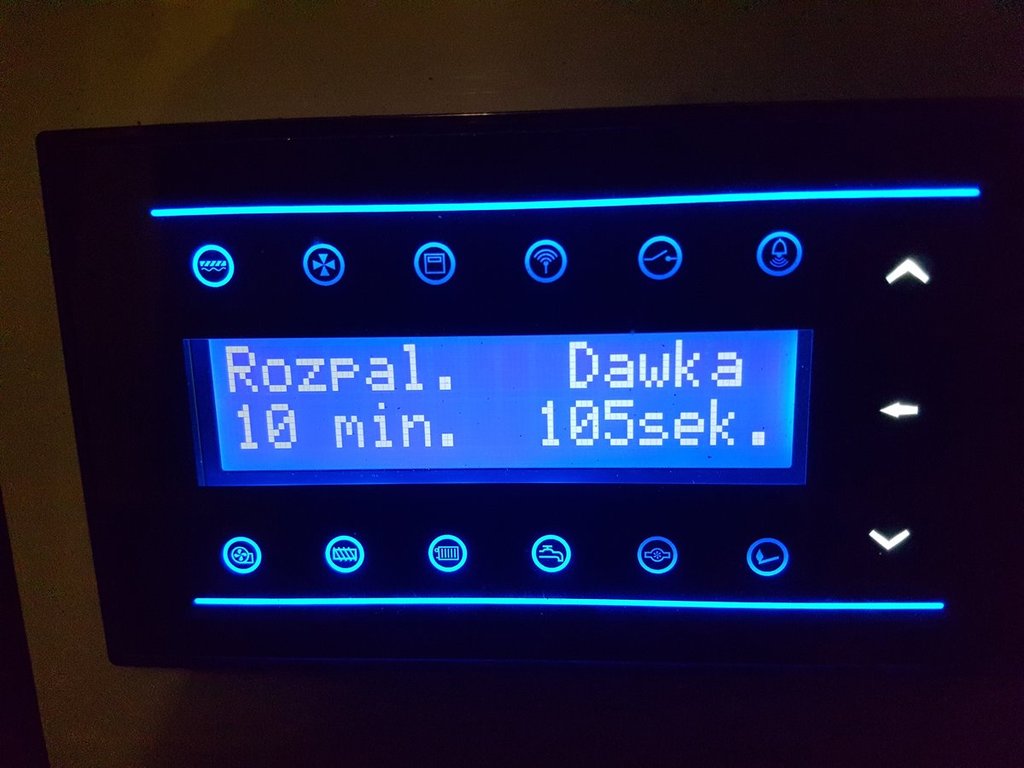 Rozpal. Dawka
10 min. 105sek.